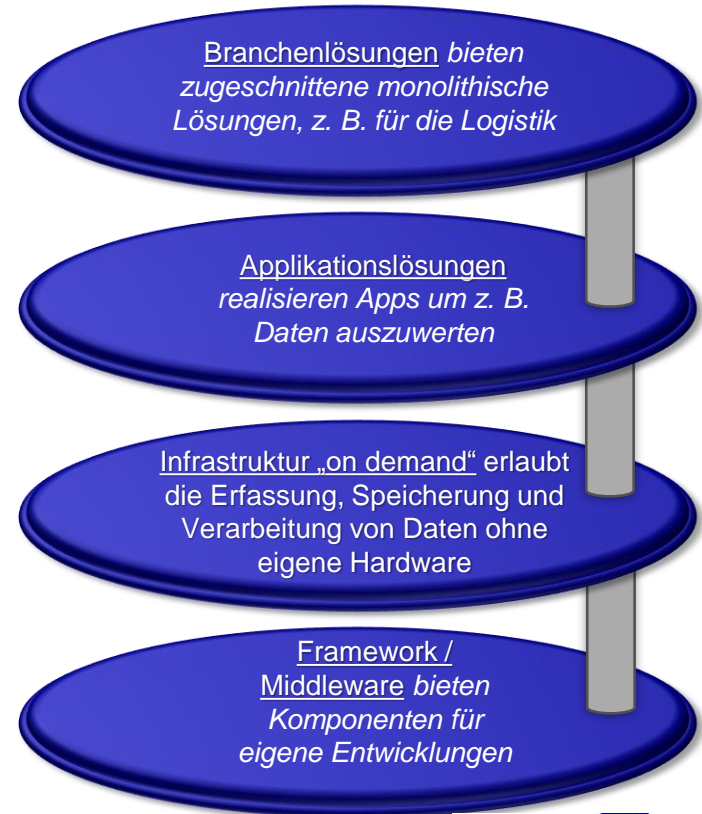 Branchenlösungen bieten
zugeschnittene monolithische
Lösungen, z. B. für die Logistik
Applikationslösungen
realisieren Apps um z. B.
Daten auszuwerten
Infrastruktur „on demand“ erlaubt
die Erfassung, Speicherung und
Verarbeitung von Daten ohne
eigene Hardware
Framework /
Middleware bieten
Komponenten für
eigene Entwicklungen